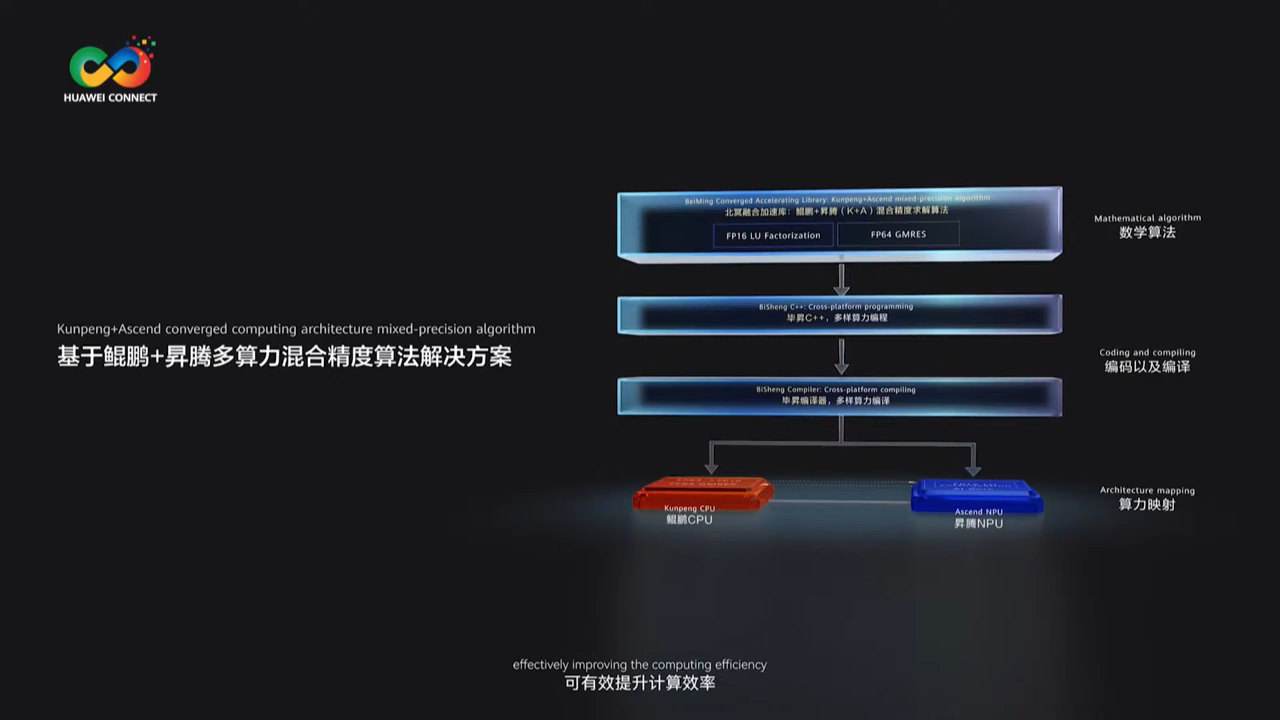 HUAWEI CONNECT
Kunpeng+Ascend converged computing architecture mixed-precision algorithm
基于鲲鹏+昇腾多算力混合精度算法解决方案
BeiMing Converged Accelerating Library: Kunpeng+Ascend mixed-precision algorithm
北冥融合加速库：鲲鹏+昇腾（K+A）混合精度求解算法
FP16 LU Factorization
FP64 GMRES
Mathematical algorithm
数学算法
BiSheng C++: Cross-platform programming
毕昇C++，多样算力编程
Coding and compiling
编码以及编译
BiSheng Compiler: Cross-platform compiling
毕昇编译器，多样算力编译
FP64 GMRES
Kunpeng CPU
鲲鹏CPU
Ascend NPU
昇腾NPU
Architecture mapping
算力映射
effectively improving the computing efficiency
可有效提升计算效率